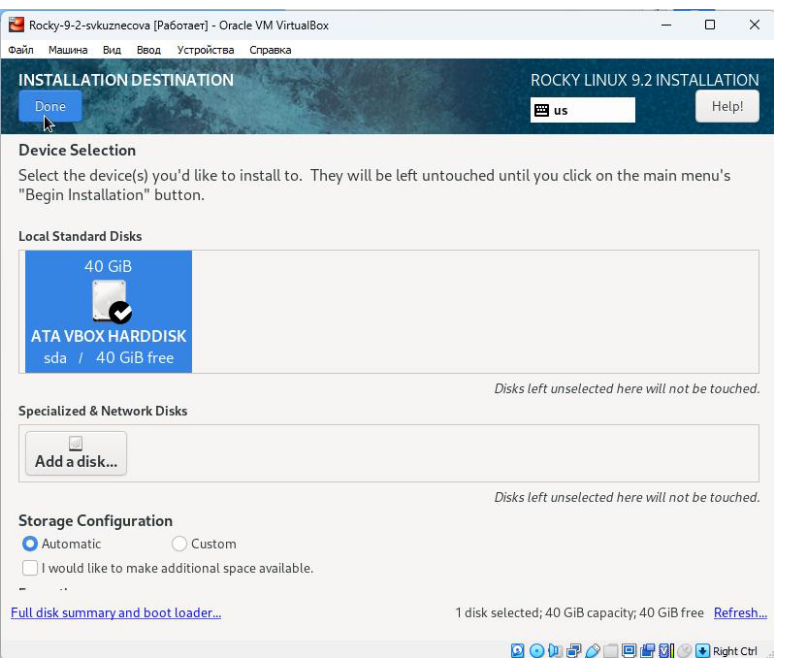 Rocky-9-2-svkuznecova [Работает] - Oracle VM VirtualBox
Файл Машина Вид Ввод Устройства Справка
INSTALLATION DESTINATION
ROCKY LINUX 9.2 INSTALLATION
Done
us
Help!
Device Selection
Select the device(s) you'd like to install to. They will be left untouched until you click on the main menu's
"Begin Installation" button.
Local Standard Disks
40 GiB
ATA VBOX HARDDISK
sda / 40 GiB free
Disks left unselected here will not be touched.
Specialized & Network Disks
Add a disk...
Disks left unselected here will not be touched.
Storage Configuration
Automatic Custom
I would like to make additional space available.
Full disk summary and boot loader...
1 disk selected; 40 GiB capacity; 40 GiB free Refresh...
Right Ctrl